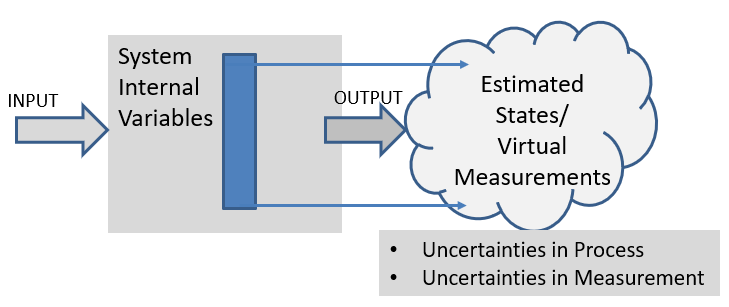 INPUT
System
Internal
Variables
OUTPUT
Estimated
States/
Virtual
Measurements
• Uncertainties in Process
• Uncertainties in Measurement